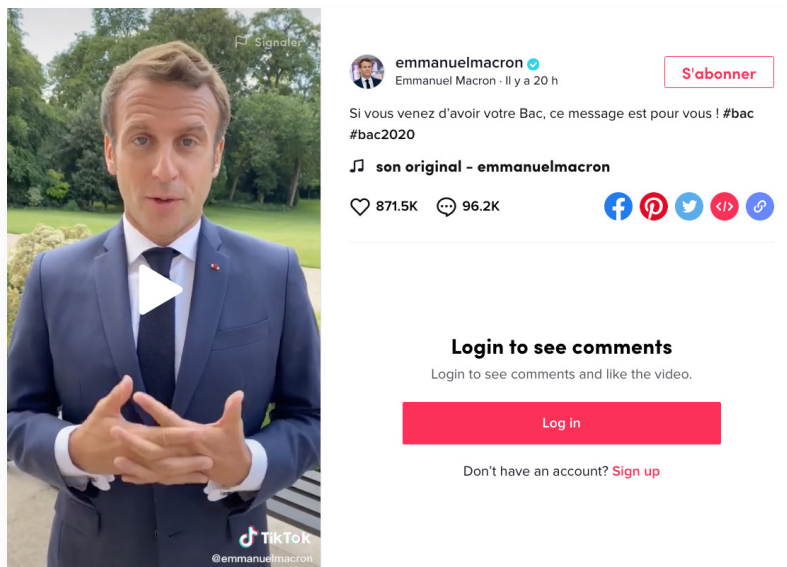 Signaler
TikTok
@emmanuelmacron
emmanuelmacron
Emmanuel Macron · Il y a 20 h
S'abonner
Si vous venez d'avoir votre Bac, ce message est pour vous ! #bac
#bac2020
son original - emmanuelmacron
871.5K 96.2K
Login to see comments
Login to see comments and like the video.
Log in
Don't have an account? Sign up